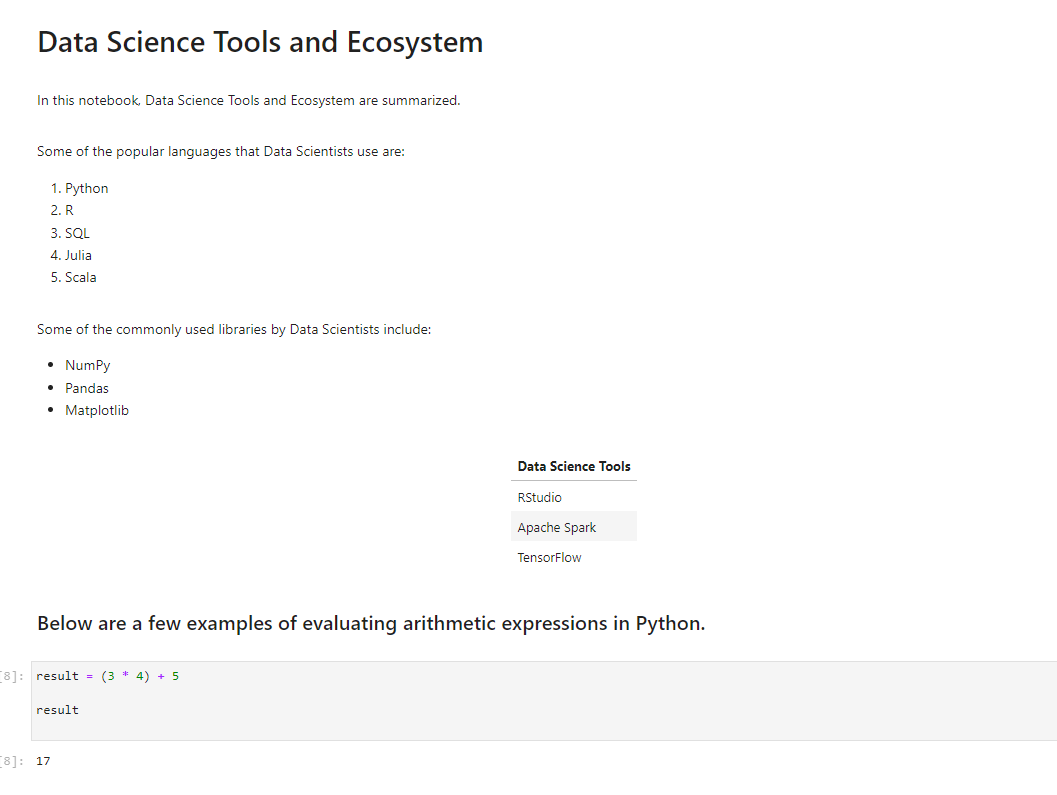 Data Science Tools and Ecosystem
In this notebook, Data Science Tools and Ecosystem are summarized.
Some of the popular languages that Data Scientists use are:
1. Python
2. R
3. SQL
4. Julia
5. Scala
Some of the commonly used libraries by Data Scientists include:
• NumPy
• Pandas
• Matplotlib
Data Science Tools
RStudio
Apache Spark
TensorFlow
Below are a few examples of evaluating arithmetic expressions in Python.
[8]: result = (3 * 4) + 5
result
[8]: 17